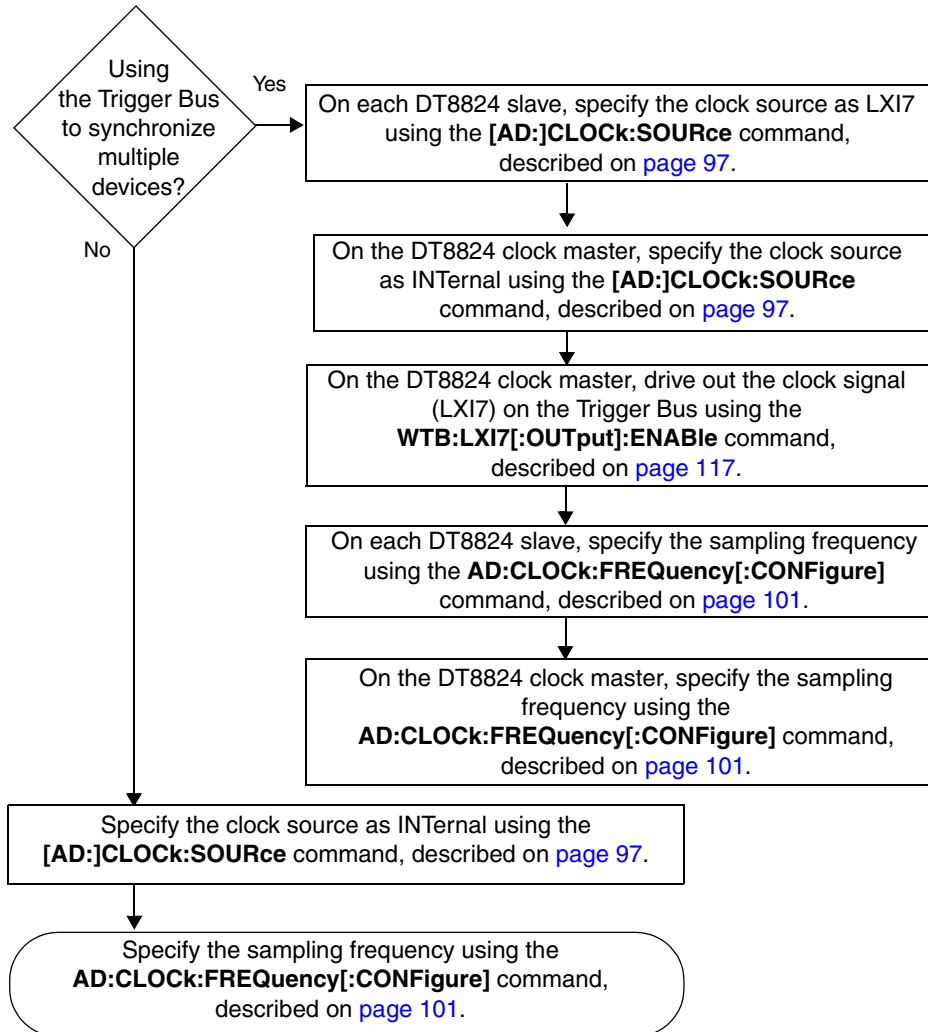 Using
the Trigger Bus
to synchronize
multiple
devices?
Yes
No
On each DT8824 slave, specify the clock source as LXI7
using the [AD:]CLOCk:SOURce command,
described on page 97.
On the DT8824 clock master, specify the clock source
as INTernal using the [AD:]CLOCk:SOURce
command, described on page 97.
On the DT8824 clock master, drive out the clock signal
(LXI7) on the Trigger Bus using the
WTB:LXI7[:OUTput]:ENABle command,
described on page 117.
On each DT8824 slave, specify the sampling frequency
using the AD:CLOCk:FREQuency[:CONFigure]
command, described on page 101.
On the DT8824 clock master, specify the sampling
frequency using the
AD:CLOCk:FREQuency[:CONFigure] command,
described on page 101.
Specify the clock source as INTernal using the
[AD:]CLOCk:SOURce command, described on page 97.
Specify the sampling frequency using the
AD:CLOCk:FREQuency[:CONFigure] command,
described on page 101.